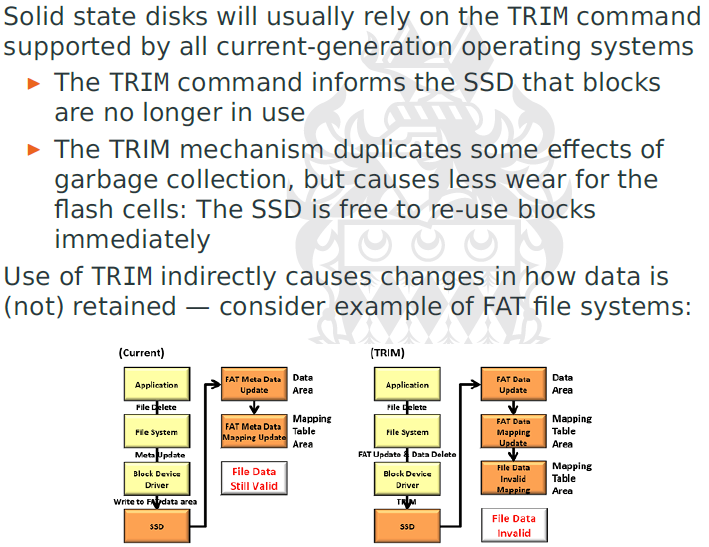 Solid state disks will usually rely on the TRIM command
supported by all current-generation operating systems
The TRIM command informs the SSD that blocks
are no longer in use
The TRIM mechanism duplicates some effects of
garbage collection, but causes less wear for the
flash cells: The SSD is free to re-use blocks
immediately
Use of TRIM indirectly causes changes in how data is
(not) retained — consider example of FAT file systems:
(Current)
Application
File Delete
File System
Meta Update
Block Device
Driver
Write to FAT data area
SSD
FAT Meta Data
Update
Data
Area
FAT Meta Data
Mapping Update
Mapping
Table
Area
File Data
Still Valid
(TRIM)
Application
File Delete
File System
FAT Update & Data Delete
Block Device
Driver
TRIM
SSD
FAT Data
Update
Data
Area
FAT Data
Mapping
Update
Mapping
Table
Area
File Data
Invalid
Mapping
Mapping
Table
Area
File Data
Invalid